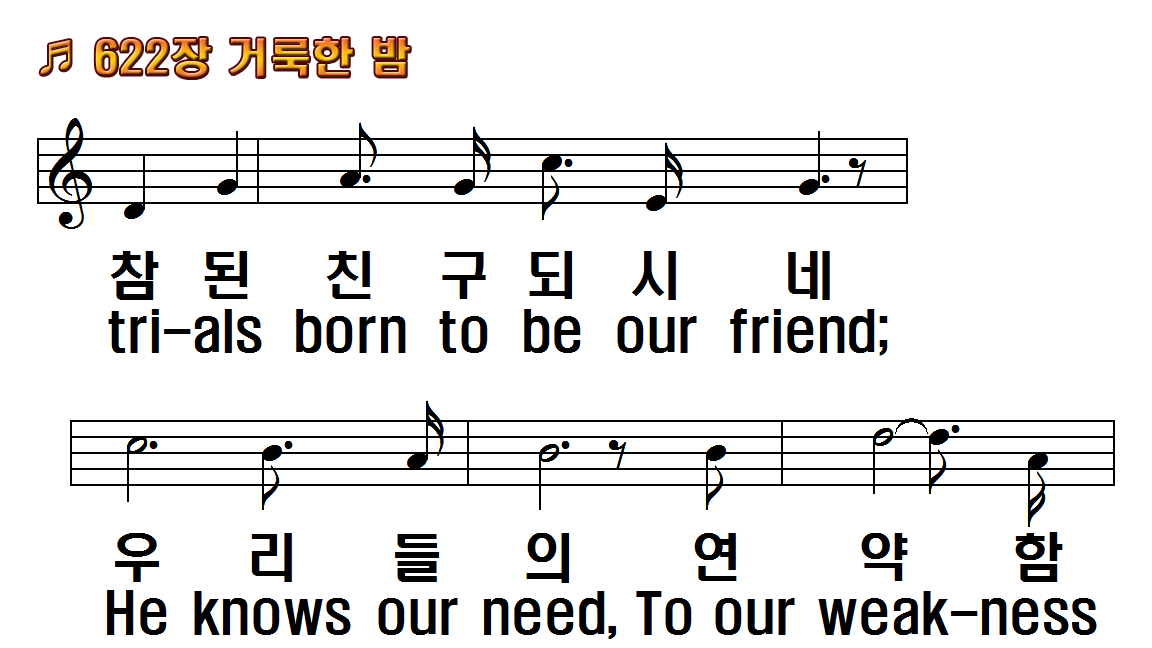 622장 거룩한 밤
참 된 친 구 되 시 네
tri-als born to be our friend;
우 리 들 의 연 약 함
He knows our need, To our weak-ness